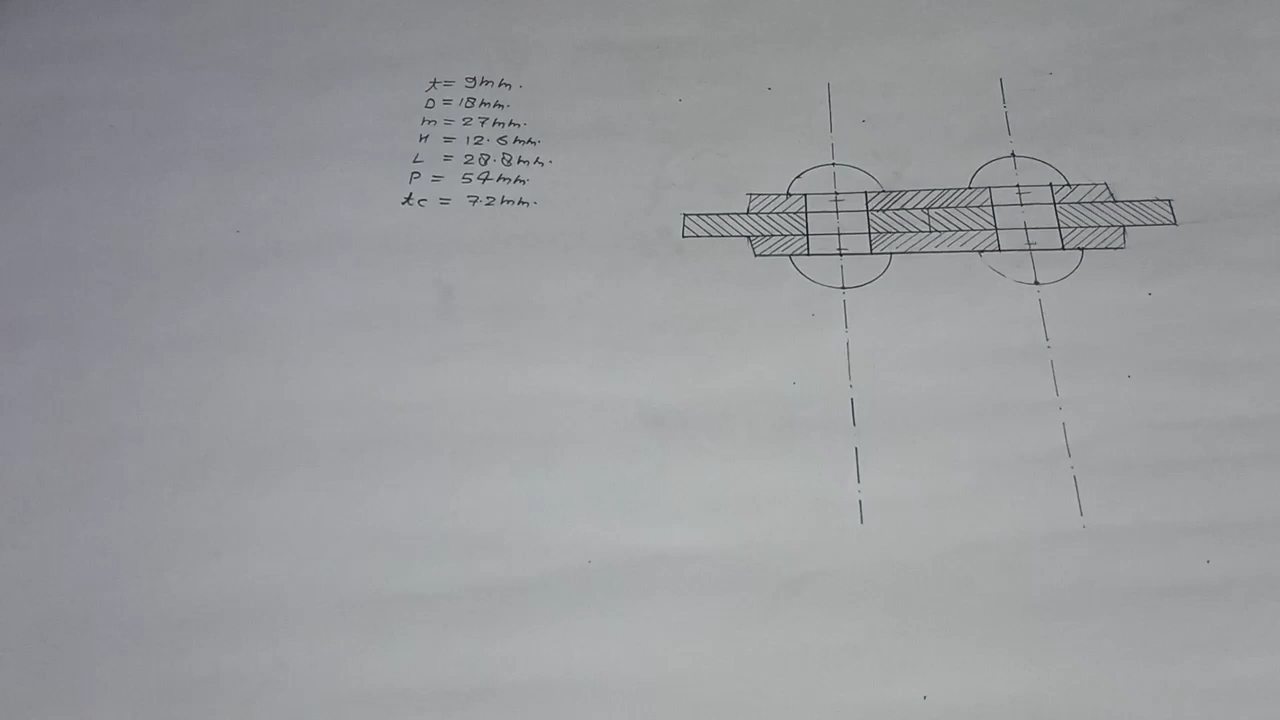 t = 9mm.
D = 18mm.
m = 27mm.
H = 12.6mm.
L = 28.8mm.
P = 54mm.
tc = 7.2mm.